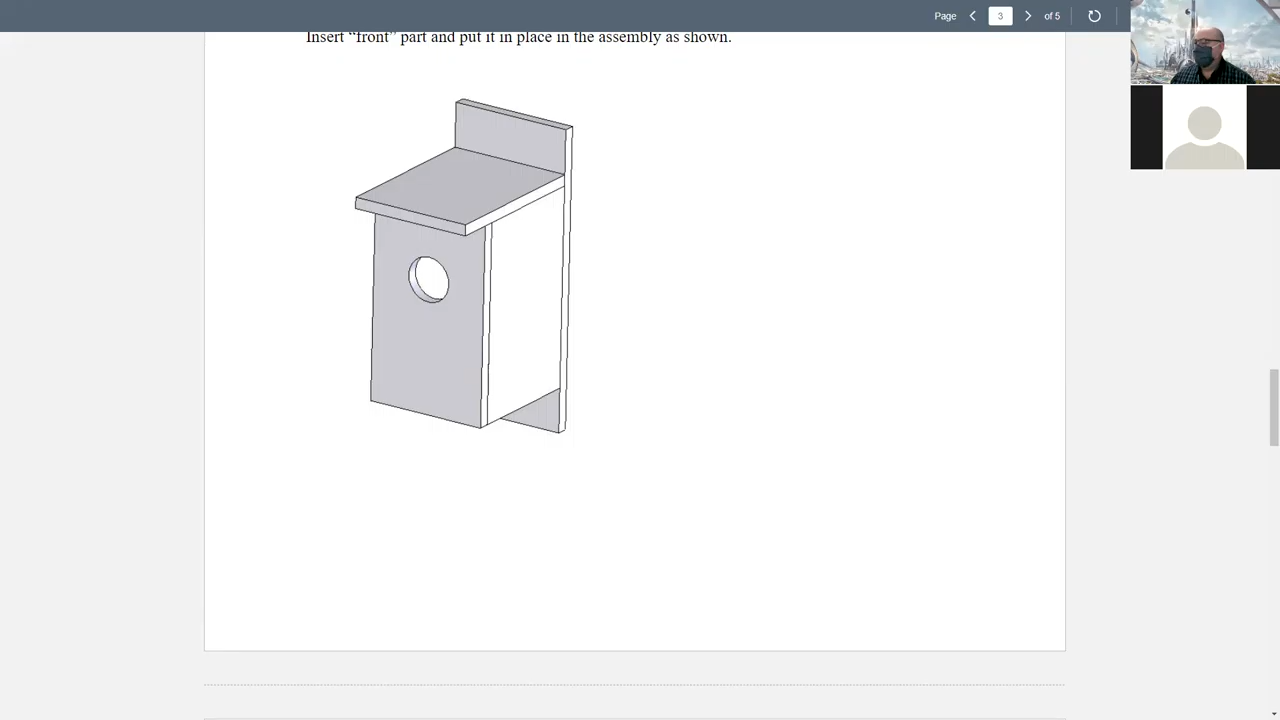 Page 3 of 5
Insert “front” part and put it in place in the assembly as shown.